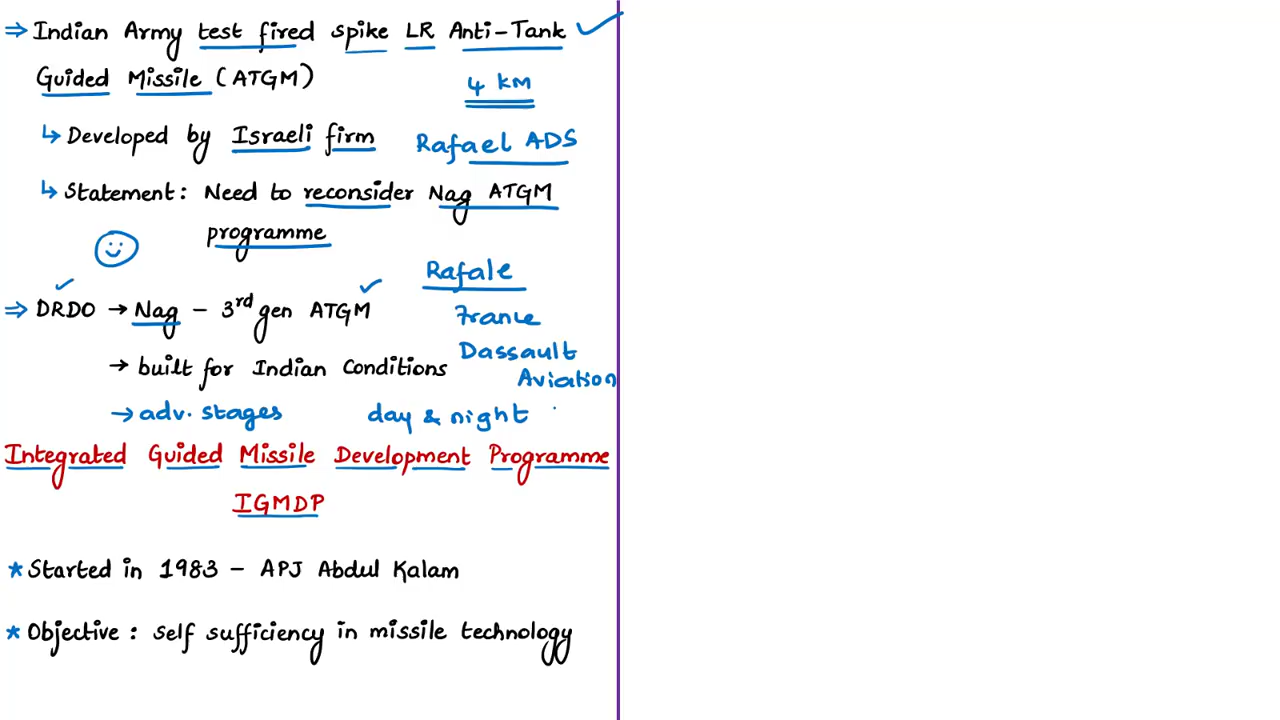 ⇒ Indian Army test fired spike LR Anti-Tank ✓
Guided Missile (ATGM)
4 KM
↳ Developed by Israeli firm
Rafael ADS
↳ Statement: Need to reconsider Nag ATGM
programme
Rafale
⇒ DRDO → Nag - 3rd gen ATGM
France
→ built for Indian Conditions
Dassault
Aviation
→ adv. stages
day & night
Integrated Guided Missile Development Programme
IGMDP
* Started in 1983 - APJ Abdul Kalam
* Objective: self sufficiency in missile technology